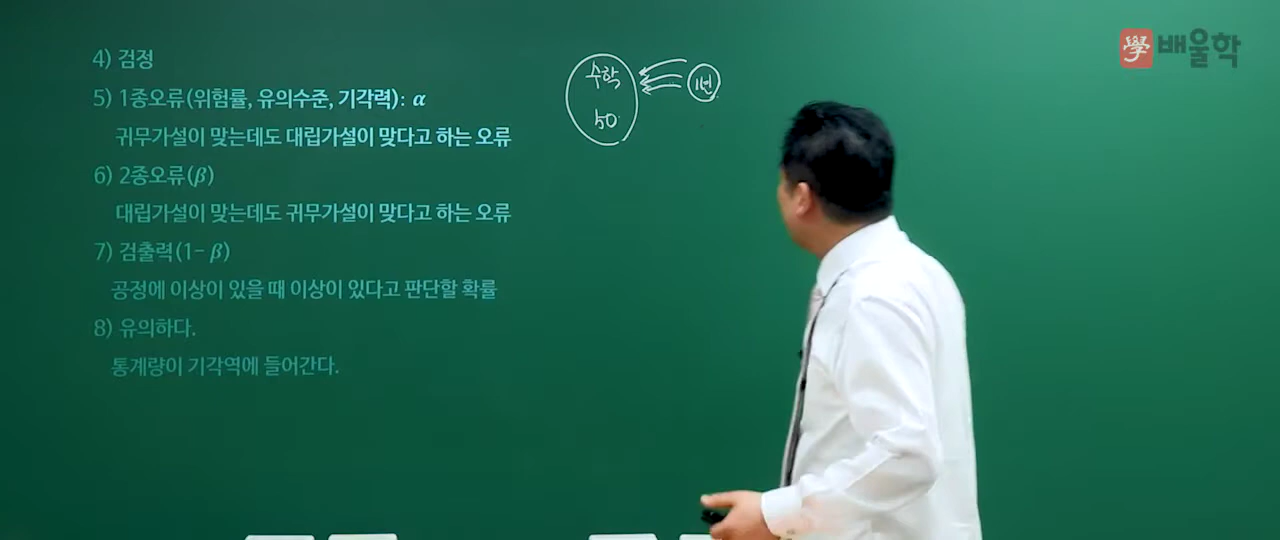 學 배울학
4) 검정
5) 1종오류(위험률, 유의수준, 기각력): α
귀무가설이 맞는데도 대립가설이 맞다고 하는 오류
6) 2종오류(β)
대립가설이 맞는데도 귀무가설이 맞다고 하는 오류
7) 검출력(1- β)
공정에 이상이 있을 때 이상이 있다고 판단할 확률
8) 유의하다.
통계량이 기각역에 들어간다.
수학
50
1번